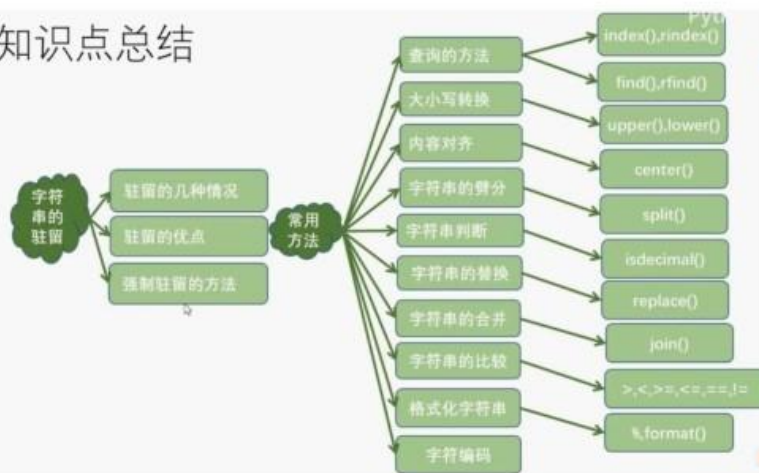 Pyt
知识点总结
字符
串的
驻留
驻留的几种情况
驻留的优点
强制驻留的方法
常用
方法
查询的方法
大小写转换
内容对齐
字符串的劈分
字符串判断
字符串的替换
字符串的合并
字符串的比较
格式化字符串
字符编码
index(),rindex()
find(),rfind()
upper(),lower()
center()
split()
isdecimal()
replace()
join()
>,<,>=,<=,==,!=
%,format()